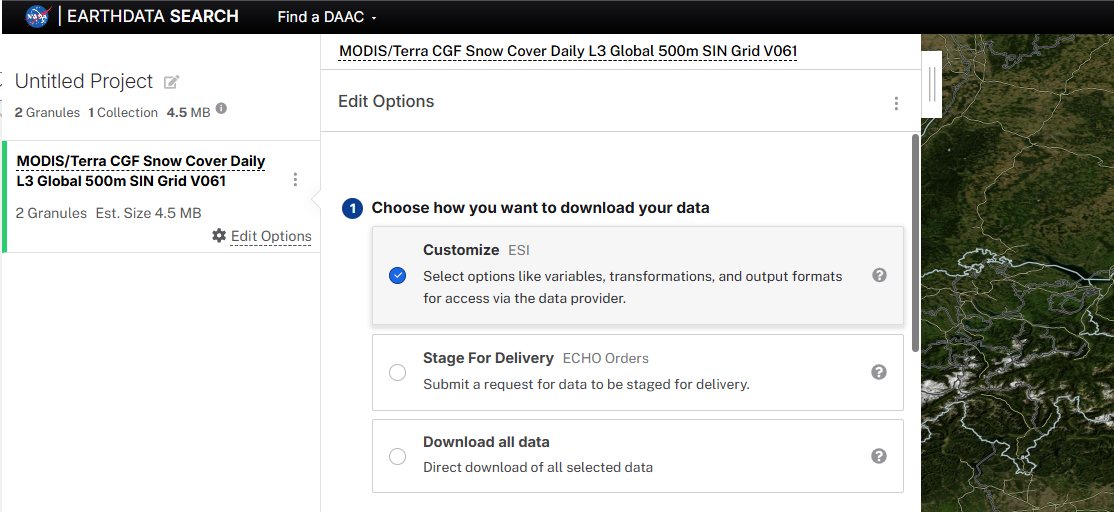 NASA EARTHDATA SEARCH Find a DAAC
MODIS/Terra CGF Snow Cover Daily L3 Global 500m SIN Grid V061
Untitled Project
2 Granules 1 Collection 4.5 MB i
Edit Options
MODIS/Terra CGF Snow Cover Daily
L3 Global 500m SIN Grid V061
2 Granules Est. Size 4.5 MB
Edit Options
1 Choose how you want to download your data
Customize ESI
Select options like variables, transformations, and output formats
for access via the data provider.
?
Stage For Delivery ECHO Orders
Submit a request for data to be staged for delivery.
?
Download all data
Direct download of all selected data
?